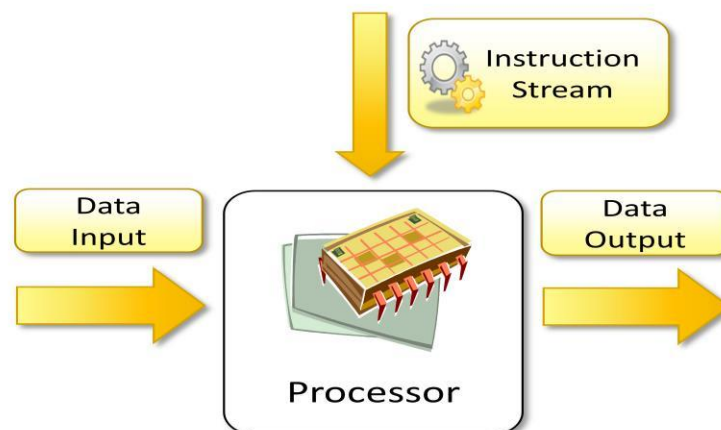 Instruction
Stream
Data
Input
Data
Output
Processor